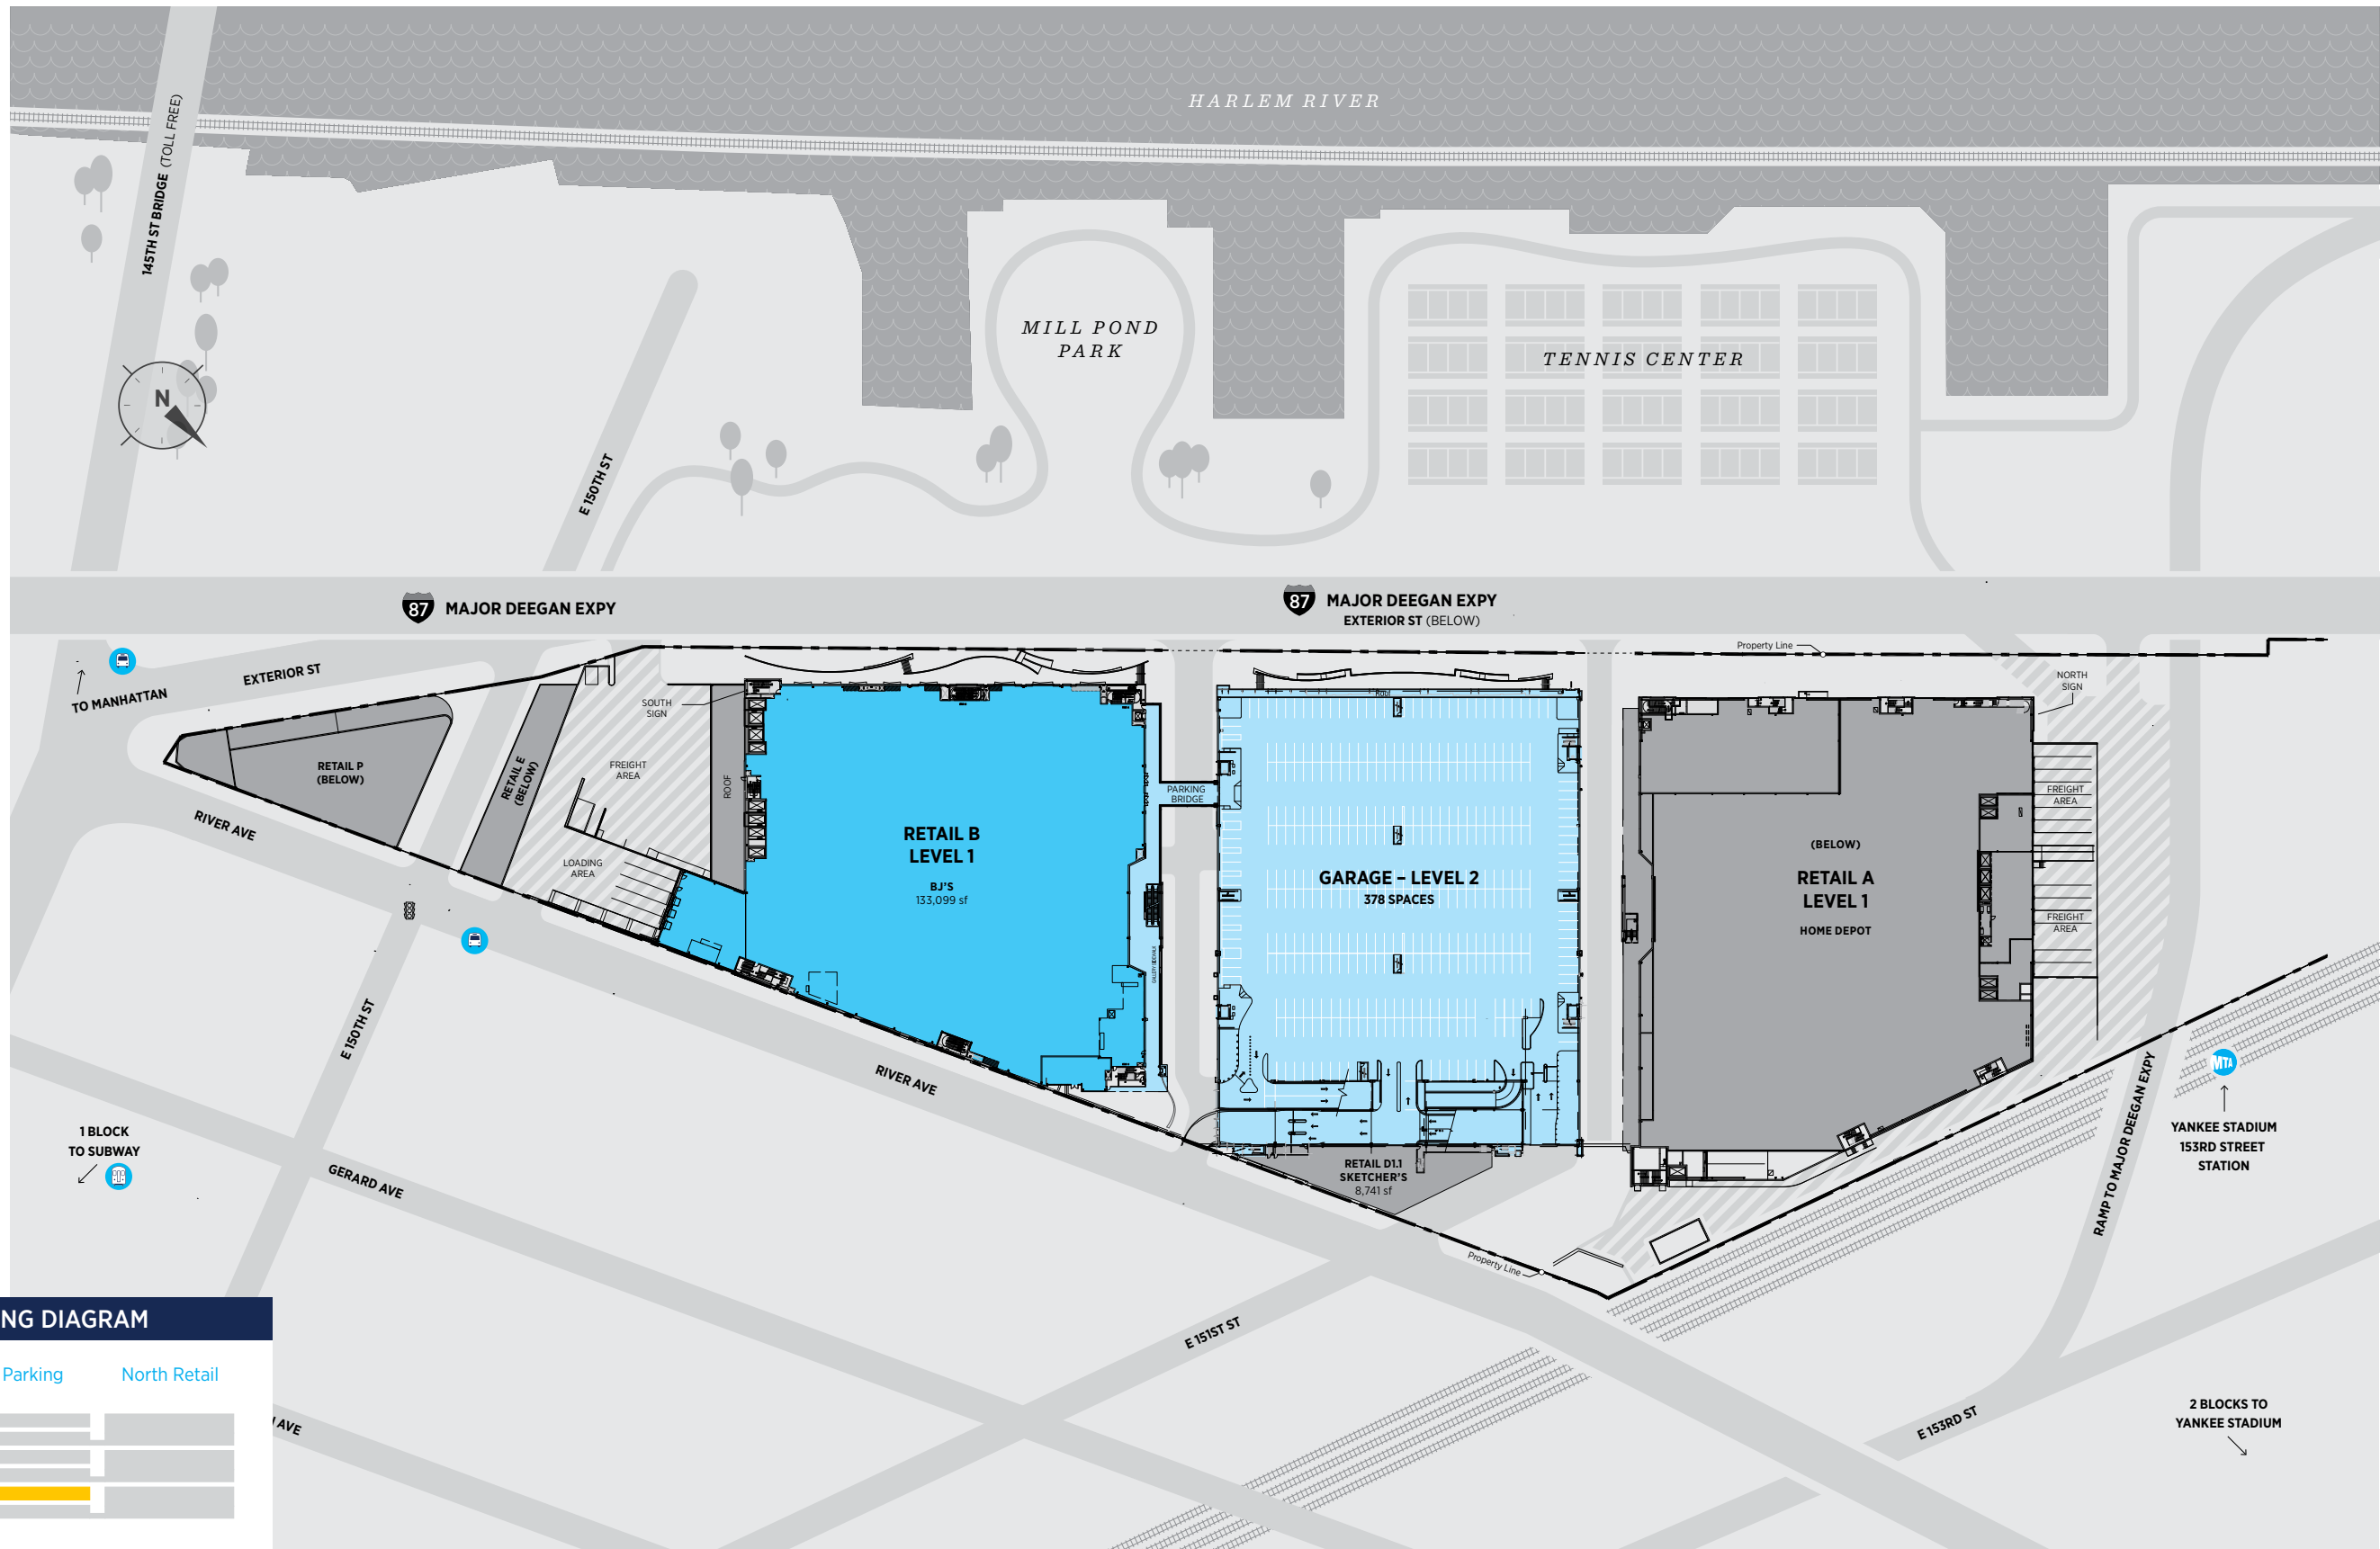 HARLEM RIVER
145TH ST BRIDGE (TOLL FREE)
MILL POND
PARK
TENNIS CENTER
N
E 150TH ST
87 MAJOR DEEGAN EXPY
87 MAJOR DEEGAN EXPY
EXTERIOR ST (BELOW)
Property Line
EXTERIOR ST
TO MANHATTAN
NORTH
SIGN
SOUTH
SIGN
RETAIL P
(BELOW)
RETAIL E
(BELOW)
FREIGHT
AREA
ROOF
PARKING
BRIDGE
FREIGHT
AREA
RIVER AVE
RETAIL B
LEVEL 1
BJ'S
133,099 sf
LOADING
AREA
GARAGE – LEVEL 2
378 SPACES
(BELOW)
RETAIL A
LEVEL 1
HOME DEPOT
FREIGHT
AREA
E 150TH ST
RIVER AVE
MTA
YANKEE STADIUM
153RD STREET
STATION
RAMP TO MAJOR DEEGAN EXPY
1 BLOCK
TO SUBWAY
GERARD AVE
RETAIL D1.1
SKETCHER'S
8,741 sf
Property Line
E 151ST ST
E 153RD ST
2 BLOCKS TO
YANKEE STADIUM
NG DIAGRAM
Parking North Retail
AVE